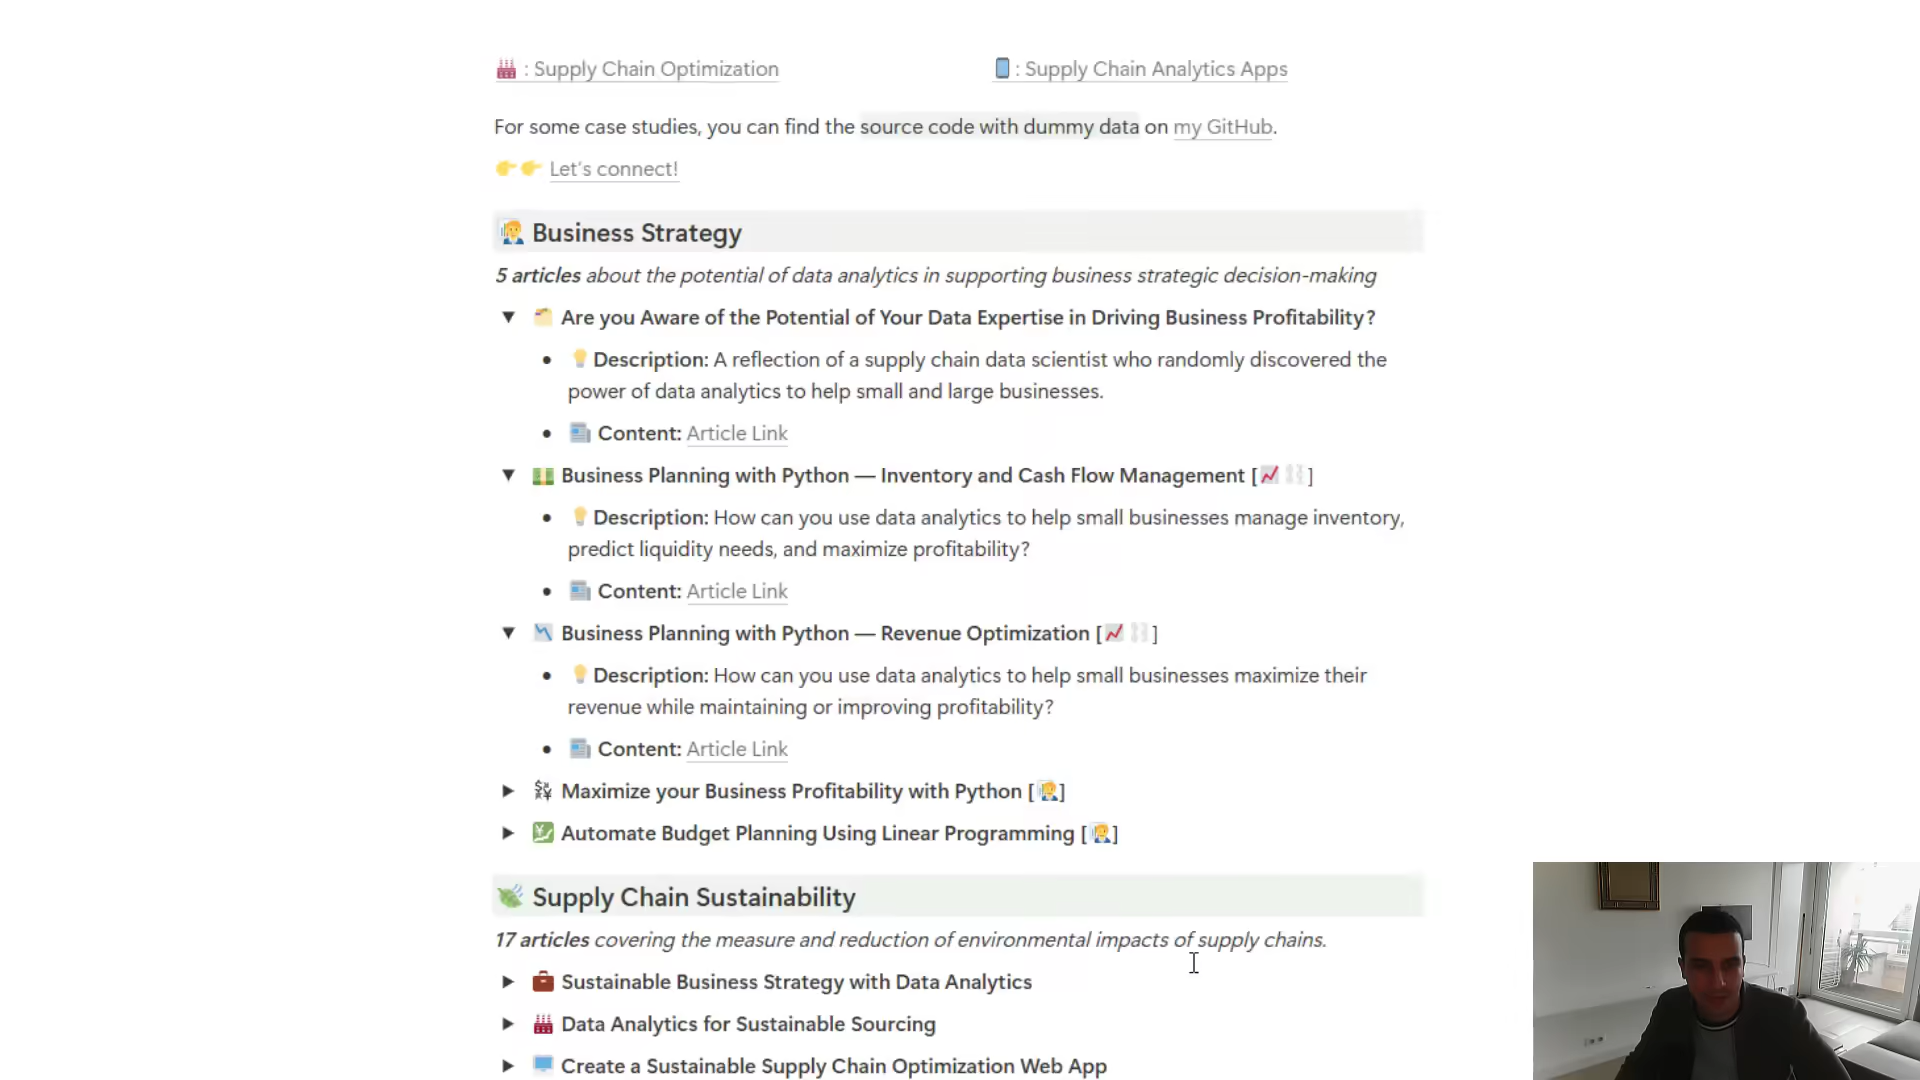 : Supply Chain Optimization
: Supply Chain Analytics Apps
For some case studies, you can find the source code with dummy data on my GitHub.
Let's connect!
Business Strategy
5 articles about the potential of data analytics in supporting business strategic decision-making
Are you Aware of the Potential of Your Data Expertise in Driving Business Profitability?
Description: A reflection of a supply chain data scientist who randomly discovered the
power of data analytics to help small and large businesses.
Content: Article Link
Business Planning with Python — Inventory and Cash Flow Management [📈⛓]
Description: How can you use data analytics to help small businesses manage inventory,
predict liquidity needs, and maximize profitability?
Content: Article Link
Business Planning with Python — Revenue Optimization [📈⛓]
Description: How can you use data analytics to help small businesses maximize their
revenue while maintaining or improving profitability?
Content: Article Link
Maximize your Business Profitability with Python [👨‍💼]
Automate Budget Planning Using Linear Programming [👨‍💼]
Supply Chain Sustainability
17 articles covering the measure and reduction of environmental impacts of supply chains.
Sustainable Business Strategy with Data Analytics
Data Analytics for Sustainable Sourcing
Create a Sustainable Supply Chain Optimization Web App